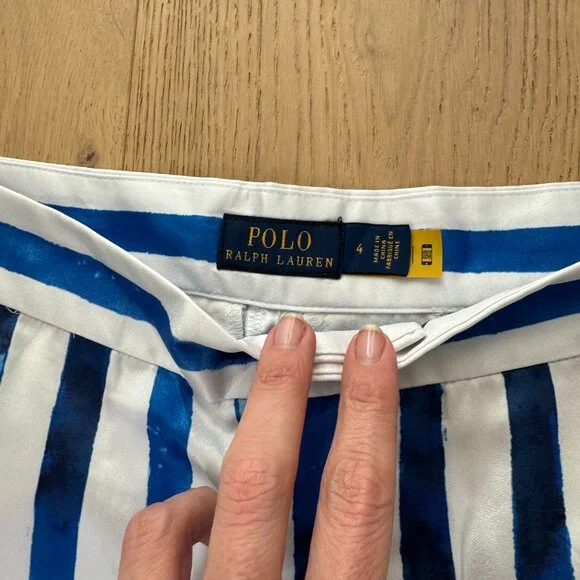 POLO
RALPH LAUREN
4
MADE IN
CHINA
FABRIQUÉ EN
CHINE